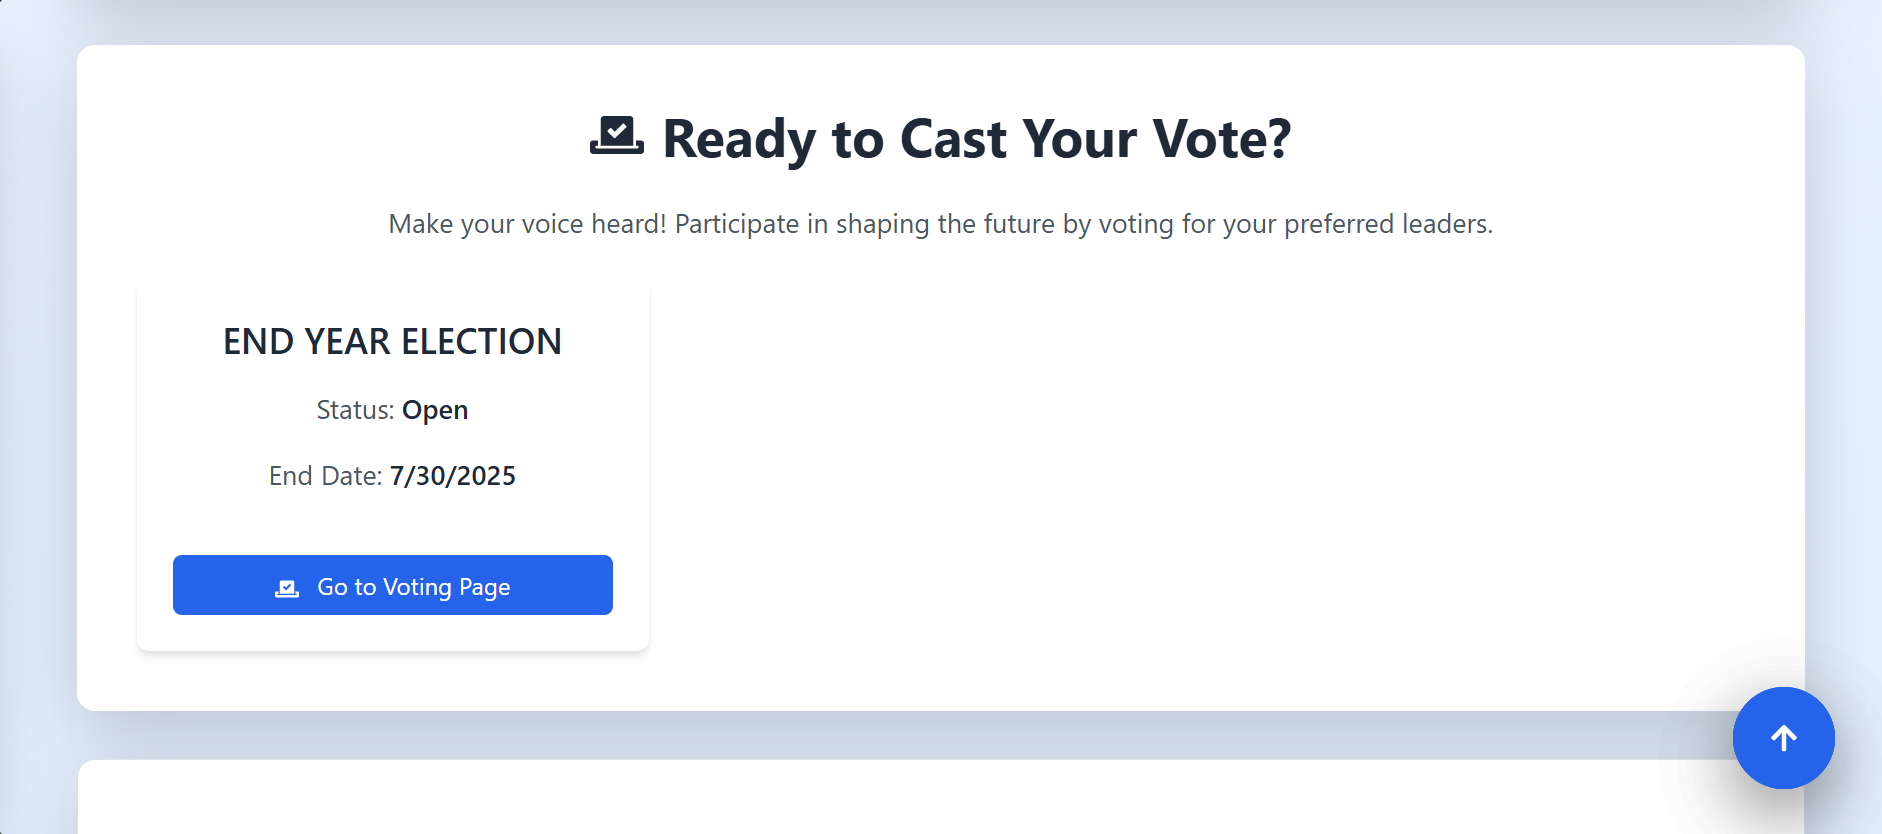 Ready to Cast Your Vote?
Make your voice heard! Participate in shaping the future by voting for your preferred leaders.
END YEAR ELECTION
Status: Open
End Date: 7/30/2025
Go to Voting Page